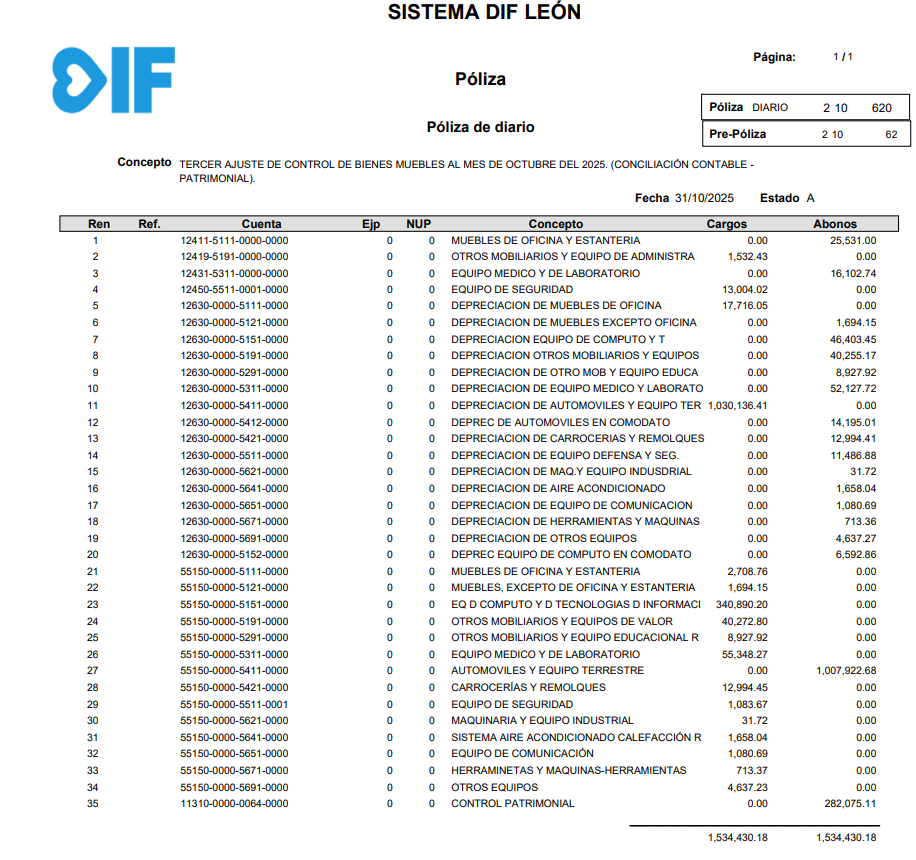 SISTEMA DIF LEÓN
DIF
Página: 1 / 1
Póliza
Póliza DIARIO 2 10 620
Póliza de diario
Pre-Póliza 2 10 62
Concepto TERCER AJUSTE DE CONTROL DE BIENES MUEBLES AL MES DE OCTUBRE DEL 2025. (CONCILIACIÓN CONTABLE -
PATRIMONIAL).
Fecha 31/10/2025 Estado A
Ren Ref. Cuenta Ejp NUP Concepto Cargos Abonos
1 12411-5111-0000-0000 0 0 MUEBLES DE OFICINA Y ESTANTERIA 0.00 25,531.00
2 12419-5191-0000-0000 0 0 OTROS MOBILIARIOS Y EQUIPO DE ADMINISTRA 1,532.43 0.00
3 12431-5311-0000-0000 0 0 EQUIPO MEDICO Y DE LABORATORIO 0.00 16,102.74
4 12450-5511-0001-0000 0 0 EQUIPO DE SEGURIDAD 13,004.02 0.00
5 12630-0000-5111-0000 0 0 DEPRECIACION DE MUEBLES DE OFICINA 17,716.05 0.00
6 12630-0000-5121-0000 0 0 DEPRECIACION DE MUEBLES EXCEPTO OFICINA 0.00 1,694.15
7 12630-0000-5151-0000 0 0 DEPRECIACION EQUIPO DE COMPUTO Y T 0.00 46,403.45
8 12630-0000-5191-0000 0 0 DEPRECIACION OTROS MOBILIARIOS Y EQUIPOS 0.00 40,255.17
9 12630-0000-5291-0000 0 0 DEPRECIACION DE OTRO MOB Y EQUIPO EDUCA 0.00 8,927.92
10 12630-0000-5311-0000 0 0 DEPRECIACION DE EQUIPO MEDICO Y LABORATO 0.00 52,127.72
11 12630-0000-5411-0000 0 0 DEPRECIACION DE AUTOMOVILES Y EQUIPO TER 1,030,136.41 0.00
12 12630-0000-5412-0000 0 0 DEPREC DE AUTOMOVILES EN COMODATO 0.00 14,195.01
13 12630-0000-5421-0000 0 0 DEPRECIACION DE CARROCERIAS Y REMOLQUES 0.00 12,994.41
14 12630-0000-5511-0000 0 0 DEPRECIACION DE EQUIPO DEFENSA Y SEG. 0.00 11,486.88
15 12630-0000-5621-0000 0 0 DEPRECIACION DE MAQ.Y EQUIPO INDUSDRIAL 0.00 31.72
16 12630-0000-5641-0000 0 0 DEPRECIACION DE AIRE ACONDICIONADO 0.00 1,658.04
17 12630-0000-5651-0000 0 0 DEPRECIACION DE EQUIPO DE COMUNICACION 0.00 1,080.69
18 12630-0000-5671-0000 0 0 DEPRECIACION DE HERRAMIENTAS Y MAQUINAS 0.00 713.36
19 12630-0000-5691-0000 0 0 DEPRECIACION DE OTROS EQUIPOS 0.00 4,637.27
20 12630-0000-5152-0000 0 0 DEPREC EQUIPO DE COMPUTO EN COMODATO 0.00 6,592.86
21 55150-0000-5111-0000 0 0 MUEBLES DE OFICINA Y ESTANTERIA 2,708.76 0.00
22 55150-0000-5121-0000 0 0 MUEBLES, EXCEPTO DE OFICINA Y ESTANTERIA 1,694.15 0.00
23 55150-0000-5151-0000 0 0 EQ D COMPUTO Y D TECNOLOGIAS D INFORMACI 340,890.20 0.00
24 55150-0000-5191-0000 0 0 OTROS MOBILIARIOS Y EQUIPOS DE VALOR 40,272.80 0.00
25 55150-0000-5291-0000 0 0 OTROS MOBILIARIOS Y EQUIPO EDUCACIONAL R 8,927.92 0.00
26 55150-0000-5311-0000 0 0 EQUIPO MEDICO Y DE LABORATORIO 55,348.27 0.00
27 55150-0000-5411-0000 0 0 AUTOMOVILES Y EQUIPO TERRESTRE 0.00 1,007,922.68
28 55150-0000-5421-0000 0 0 CARROCERÍAS Y REMOLQUES 12,994.45 0.00
29 55150-0000-5511-0001 0 0 EQUIPO DE SEGURIDAD 1,083.67 0.00
30 55150-0000-5621-0000 0 0 MAQUINARIA Y EQUIPO INDUSTRIAL 31.72 0.00
31 55150-0000-5641-0000 0 0 SISTEMA AIRE ACONDICIONADO CALEFACCIÓN R 1,658.04 0.00
32 55150-0000-5651-0000 0 0 EQUIPO DE COMUNICACIÓN 1,080.69 0.00
33 55150-0000-5671-0000 0 0 HERRAMINETAS Y MAQUINAS-HERRAMIENTAS 713.37 0.00
34 55150-0000-5691-0000 0 0 OTROS EQUIPOS 4,637.23 0.00
35 11310-0000-0064-0000 0 0 CONTROL PATRIMONIAL 0.00 282,075.11
1,534,430.18 1,534,430.18